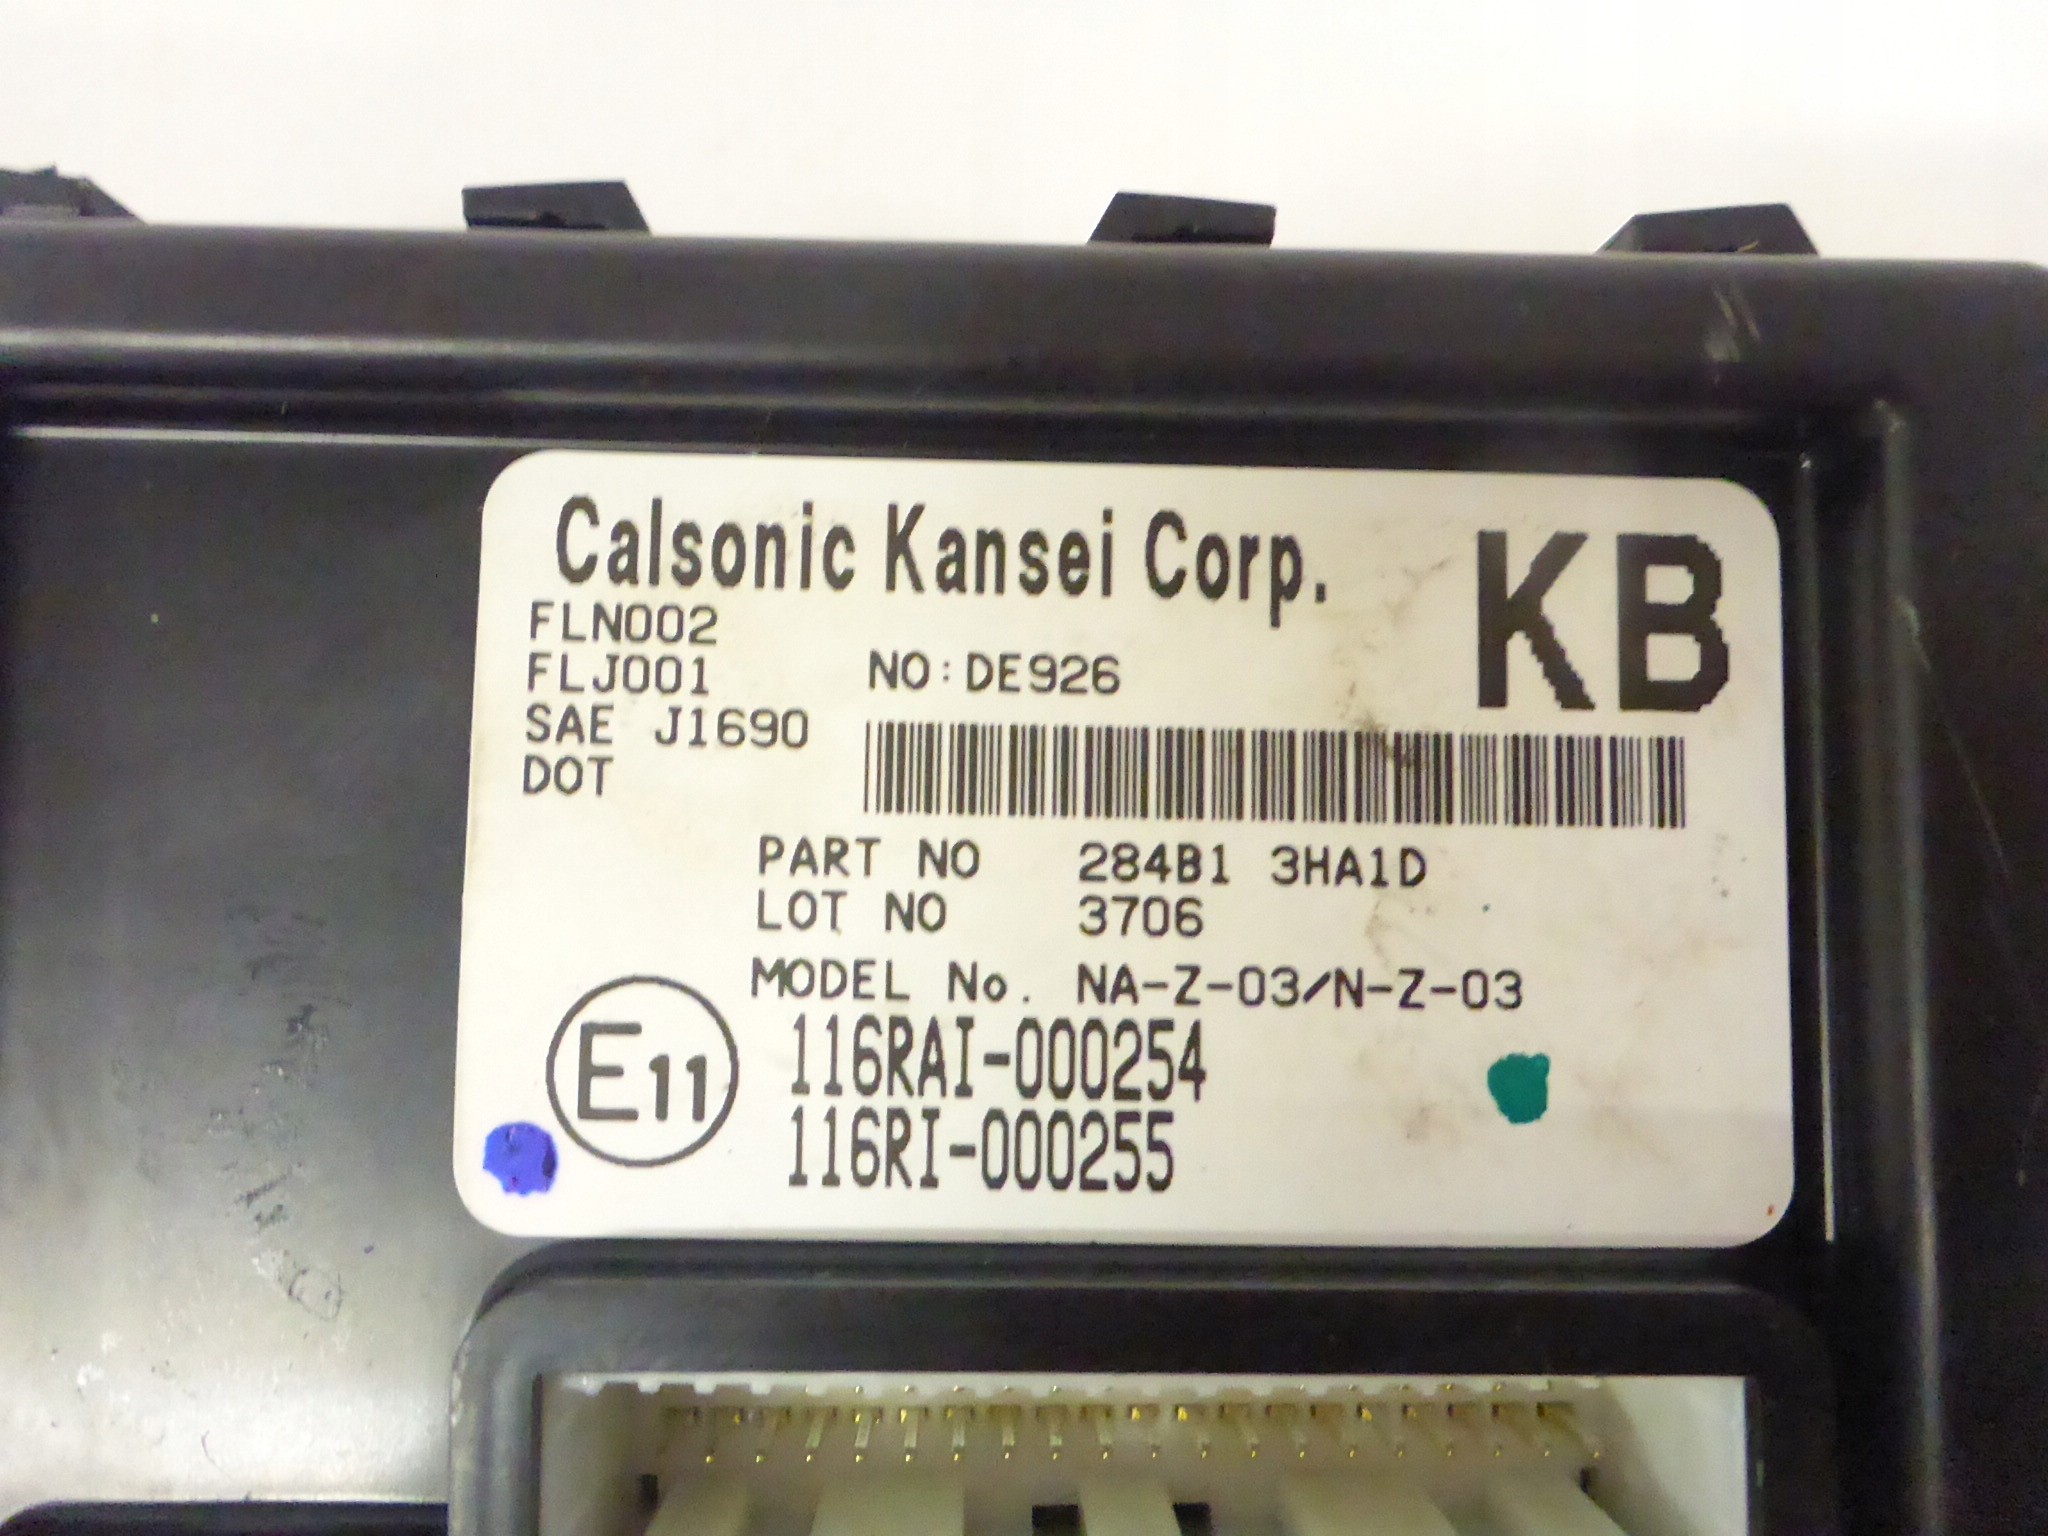 Calsonic Kansei Corp.
KB
FLN002
FLJ001 NO:DE926
SAE J1690
DOT
PART NO 284B1 3HA1D
LOT NO 3706
MODEL No. NA-Z-03/N-Z-03
E11 116RAI-000254
116RI-000255